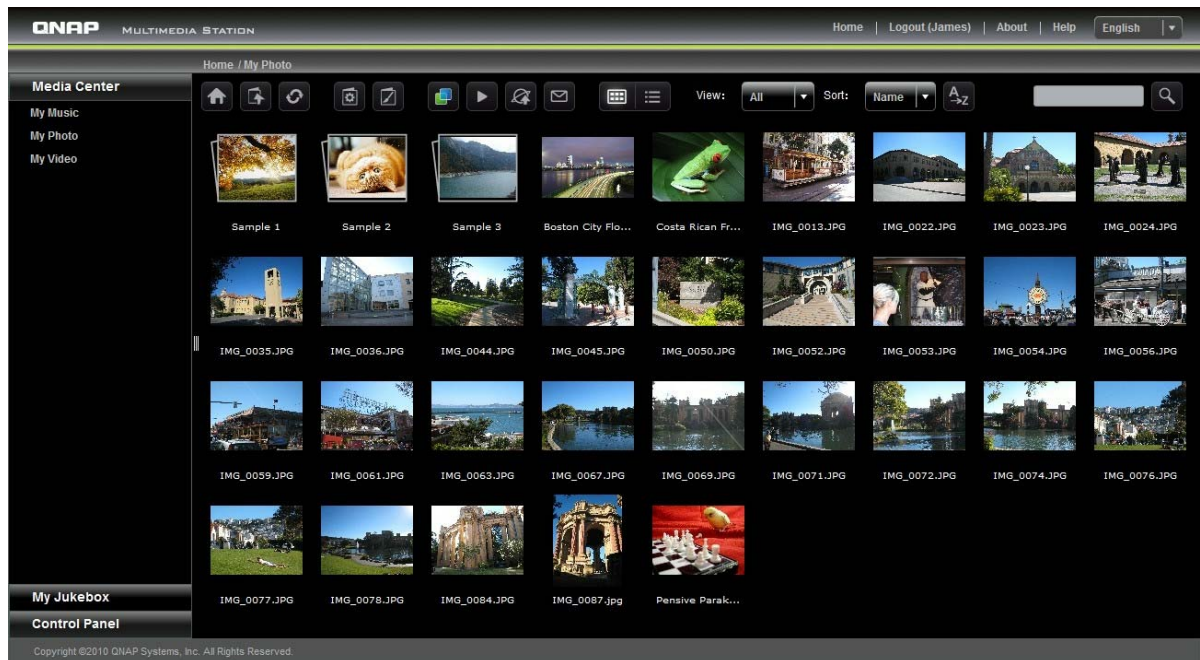 QNAP MULTIMEDIA STATION
Home | Logout (James) | About | Help English
Home / My Photo
Media Center
My Music
My Photo
My Video
View: All Sort: Name A→Z
Sample 1 Sample 2 Sample 3 Boston City Flo... Costa Rican Fr... IMG_0013.JPG IMG_0022.JPG IMG_0023.JPG IMG_0024.JPG
IMG_0035.JPG IMG_0036.JPG IMG_0044.JPG IMG_0045.JPG IMG_0050.JPG IMG_0052.JPG IMG_0053.JPG IMG_0054.JPG IMG_0056.JPG
IMG_0059.JPG IMG_0061.JPG IMG_0063.JPG IMG_0067.JPG IMG_0069.JPG IMG_0071.JPG IMG_0072.JPG IMG_0074.JPG IMG_0076.JPG
IMG_0077.JPG IMG_0078.JPG IMG_0084.JPG IMG_0087.jpg Pensive Parak...
My Jukebox
Control Panel
Copyright ©2010 QNAP Systems, Inc. All Rights Reserved.